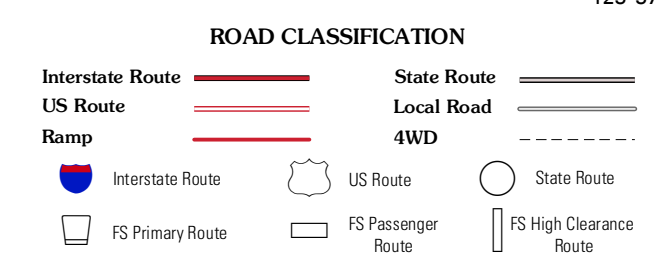 ROAD CLASSIFICATION
Interstate Route
State Route
US Route
Local Road
Ramp
4WD
Interstate Route
US Route
State Route
FS Primary Route
FS Passenger
Route
FS High Clearance
Route